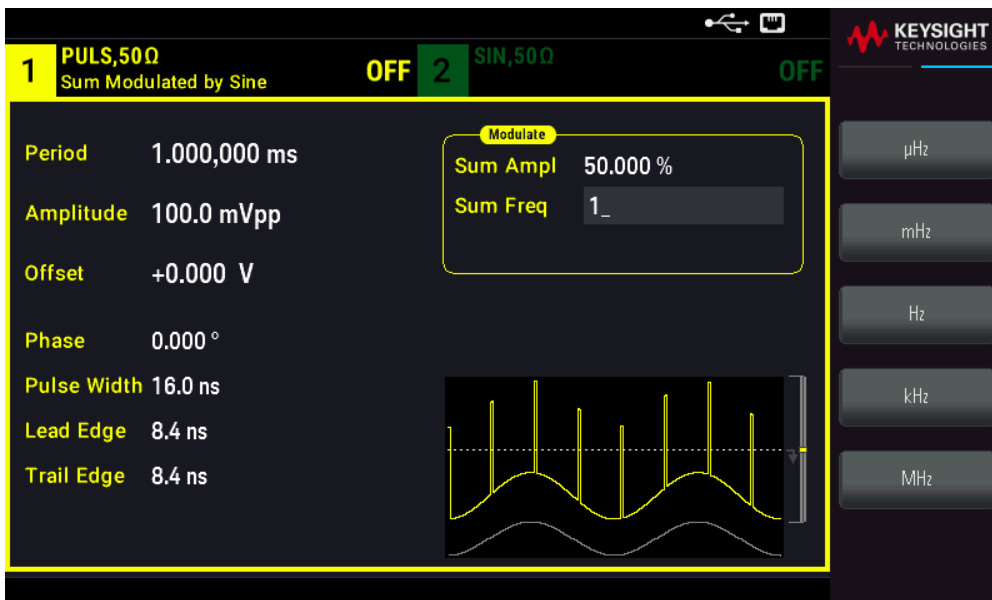 KEYSIGHT
TECHNOLOGIES
1 PULS,50Ω OFF 2 SIN,50Ω OFF
Sum Modulated by Sine
Modulate
Period 1.000,000 ms
Sum Ampl 50.000 %
Amplitude 100.0 mVpp
Sum Freq 1_
Offset +0.000 V
Phase 0.000 °
Pulse Width 16.0 ns
Lead Edge 8.4 ns
Trail Edge 8.4 ns
µHz
mHz
Hz
kHz
MHz